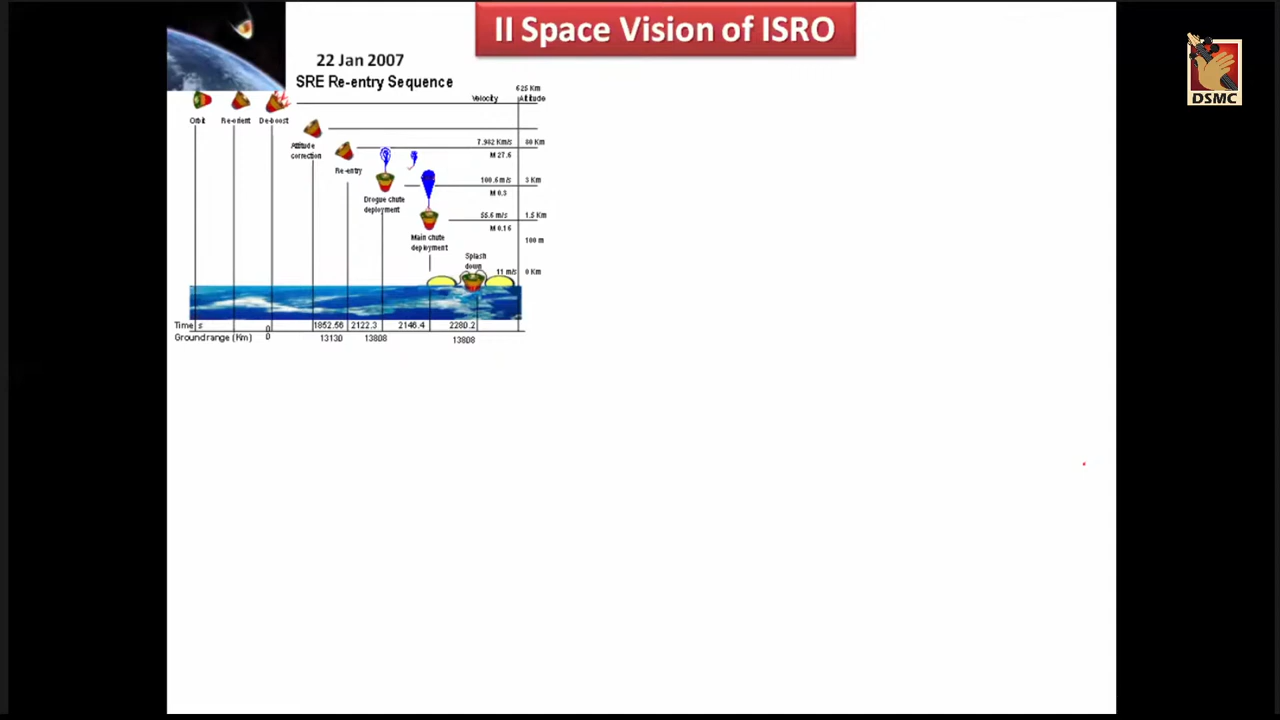 II Space Vision of ISRO
DSMC
22 Jan 2007
SRE Re-entry Sequence
625 Km
Velocity Altitude
Orbit Re-orient De-boost
Attitude
correction
7.982 Km/s 80 Km
M 27.6
Re-entry
100.6 m/s 3 Km
M 0.3
Drogue chute
deployment
55.6 m/s 1.5 Km
M 0.16
Main chute
deployment
100 m
Splash
down
11 m/s 0 Km
Time s 0 1852.56 2122.3 2146.4 2280.2
Ground range (Km) 0 13130 13808 13808